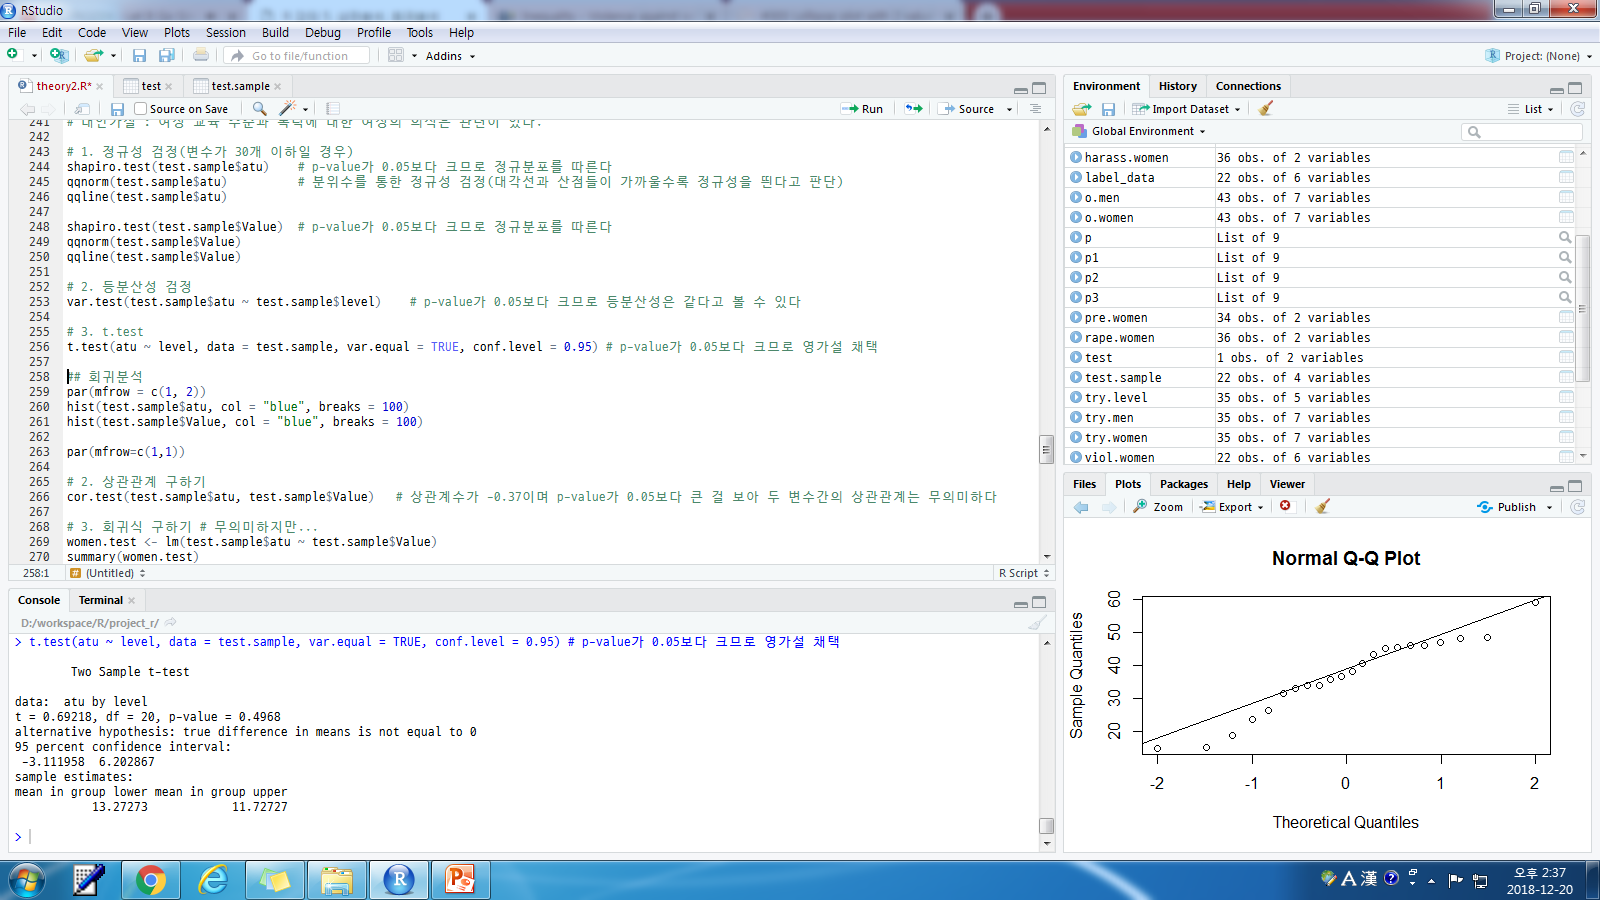 RStudio
File Edit Code View Plots Session Build Debug Profile Tools Help
Go to file/function Addins Project: (None)
theory2.R* test test.sample
Source on Save Run Source
241 # 대안가설 : 여성 교육 수준과 폭력에 대한 여성의 의식은 관련이 있다.
242
243 # 1. 정규성 검정(변수가 30개 이하일 경우)
244 shapiro.test(test.sample$atu) # p-value가 0.05보다 크므로 정규분포를 따른다
245 qqnorm(test.sample$atu) # 분위수를 통한 정규성 검정(대각선과 산점들이 가까울수록 정규성을 띈다고 판단)
246 qqline(test.sample$atu)
247
248 shapiro.test(test.sample$Value) # p-value가 0.05보다 크므로 정규분포를 따른다
249 qqnorm(test.sample$Value)
250 qqline(test.sample$Value)
251
252 # 2. 등분산성 검정
253 var.test(test.sample$atu ~ test.sample$level) # p-value가 0.05보다 크므로 등분산성은 같다고 볼 수 있다
254
255 # 3. t.test
256 t.test(atu ~ level, data = test.sample, var.equal = TRUE, conf.level = 0.95) # p-value가 0.05보다 크므로 영가설 채택
257
258 ## 회귀분석
259 par(mfrow = c(1, 2))
260 hist(test.sample$atu, col = "blue", breaks = 100)
261 hist(test.sample$Value, col = "blue", breaks = 100)
262
263 par(mfrow=c(1,1))
264
265 # 2. 상관관계 구하기
266 cor.test(test.sample$atu, test.sample$Value) # 상관계수가 -0.37이며 p-value가 0.05보다 큰 걸 보아 두 변수간의 상관관계는 무의미하다
267
268 # 3. 회귀식 구하기 # 무의미하지만...
269 women.test <- lm(test.sample$atu ~ test.sample$Value)
270 summary(women.test)
258:1 (Untitled) R Script
Console Terminal
D:/workspace/R/project_r/
> t.test(atu ~ level, data = test.sample, var.equal = TRUE, conf.level = 0.95) # p-value가 0.05보다 크므로 영가설 채택
Two Sample t-test
data: atu by level
t = 0.69218, df = 20, p-value = 0.4968
alternative hypothesis: true difference in means is not equal to 0
95 percent confidence interval:
-3.111958 6.202867
sample estimates:
mean in group lower mean in group upper
13.27273 11.72727
>
Environment History Connections
Import Dataset List
Global Environment
harass.women 36 obs. of 2 variables
label_data 22 obs. of 6 variables
o.men 43 obs. of 7 variables
o.women 43 obs. of 7 variables
p List of 9
p1 List of 9
p2 List of 9
p3 List of 9
pre.women 34 obs. of 2 variables
rape.women 36 obs. of 2 variables
test 1 obs. of 2 variables
test.sample 22 obs. of 4 variables
try.level 35 obs. of 5 variables
try.men 35 obs. of 7 variables
try.women 35 obs. of 7 variables
viol.women 22 obs. of 6 variables
Files Plots Packages Help Viewer
Zoom Export Publish
Normal Q-Q Plot
Sample Quantiles
60
50
40
30
20
-2 -1 0 1 2
Theoretical Quantiles
A 漢
오후 2:37
2018-12-20